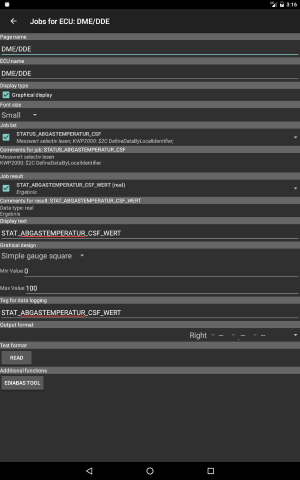 3:16
Jobs for ECU: DME/DDE
Page name
DME/DDE
ECU name
DME/DDE
Display type
Graphical display
Font size
Small
Job list
STATUS_ABGASTEMPERATUR_CSF
Messwert selectiv lesen; KWP2000: $2C DefineDataByLocalIdentifier;
Comments for job: STATUS_ABGASTEMPERATUR_CSF
Messwert selectiv lesen
KWP2000: $2C DefineDataByLocalIdentifier
Job result
STAT_ABGASTEMPERATUR_CSF_WERT (real)
Ergebnis
Comments for result: STAT_ABGASTEMPERATUR_CSF_WERT
Data type: real
Ergebnis
Display text
STAT_ABGASTEMPERATUR_CSF_WERT
Grahical design
Simple gauge square
Min Value 0
Max Value 100
Tag for data logging
STAT_ABGASTEMPERATUR_CSF_WERT
Output format
Right -- . -- --
Test format
READ
Additional functions
EDIABAS TOOL